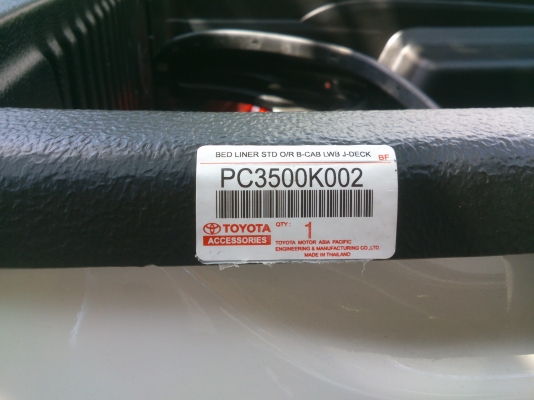 BED LINER STD O/R B-CAB LWB J-DECK
BF
PC3500K002
TOYOTA
ACCESSORIES
QTY : 1
TOYOTA MOTOR ASIA PACIFIC
ENGINEERING & MANUFACTURING CO.,LTD
MADE IN THAILAND